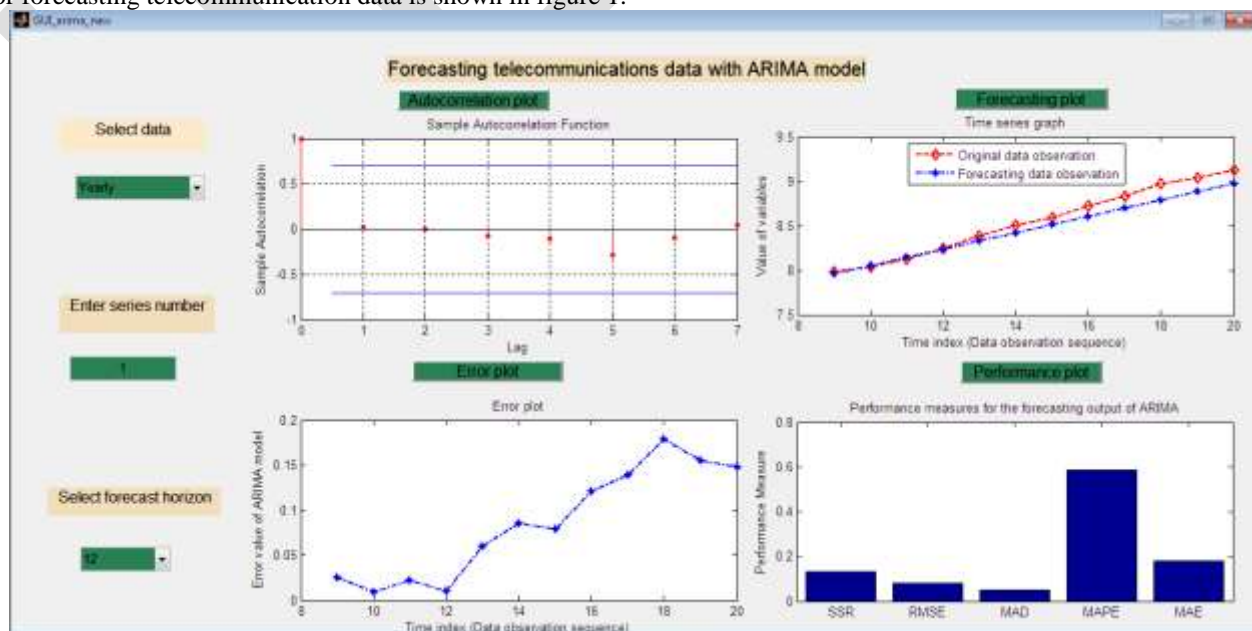 or forecasting telecommunication data is shown in figure 1.
GUI_arima_new
Forecasting telecommunications data with ARIMA model
Select data
Yearly
Enter series number
1
Select forecast horizon
12
Autocorrelation plot
Sample Autocorrelation Function
Sample Autocorrelation
1
0.5
0
-0.5
-1
0 1 2 3 4 5 6 7
Lag
Forecasting plot
Time series graph
Original data observation
Forecasting data observation
Value of variables
9.5
9
8.5
8
7.5
8 10 12 14 16 18 20
Time index (Data observation sequence)
Error plot
Error plot
Error value of ARIMA model
0.2
0.15
0.1
0.05
0
8 10 12 14 16 18 20
Time index (Data observation sequence)
Performance plot
Performance measures for the forecasting output of ARIMA
Performance Measure
0.8
0.6
0.4
0.2
0
SSR RMSE MAD MAPE MAE